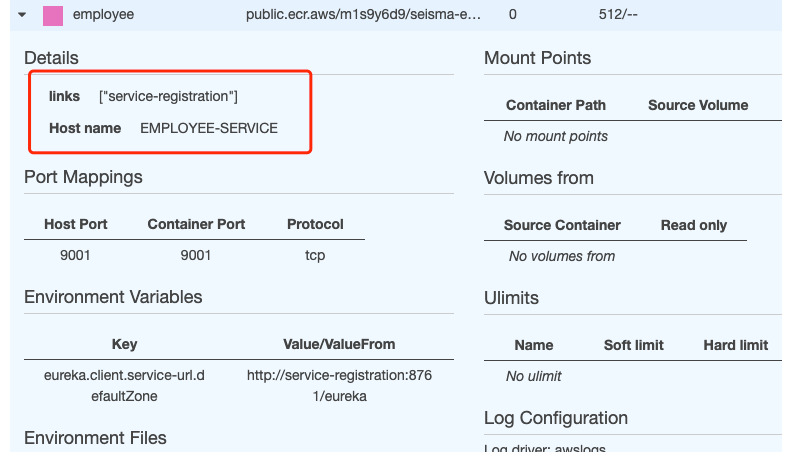 employee public.ecr.aws/m1s9y6d9/seisma-e... 0 512/--
Details
links ["service-registration"]
Host name EMPLOYEE-SERVICE
Port Mappings
Host Port Container Port Protocol
9001 9001 tcp
Environment Variables
Key Value/ValueFrom
eureka.client.service-url.d http://service-registration:876
efaultZone 1/eureka
Environment Files
Mount Points
Container Path Source Volume
No mount points
Volumes from
Source Container Read only
No volumes from
Ulimits
Name Soft limit Hard limit
No ulimit
Log Configuration
Log driver: awslogs